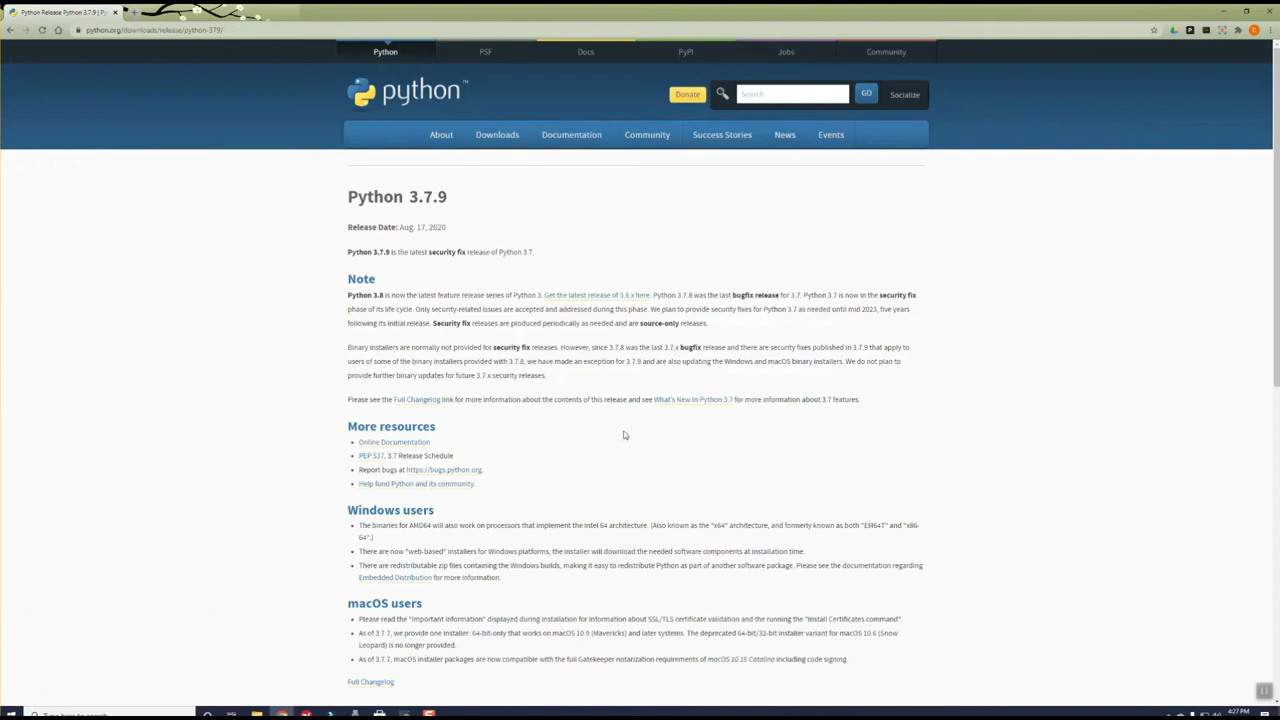 Python Release Python 3.7.9 | Py
python.org/downloads/release/python-379/
Python PSF Docs PyPI Jobs Community
python™ Donate Search GO Socialize
About Downloads Documentation Community Success Stories News Events
Python 3.7.9
Release Date: Aug. 17, 2020
Python 3.7.9 is the latest security fix release of Python 3.7.
Note
Python 3.8 is now the latest feature release series of Python 3. Get the latest release of 3.8.x here. Python 3.7.8 was the last bugfix release for 3.7. Python 3.7 is now in the security fix
phase of its life cycle. Only security-related issues are accepted and addressed during this phase. We plan to provide security fixes for Python 3.7 as needed until mid 2023, five years
following its initial release. Security fix releases are produced periodically as needed and are source-only releases.
Binary installers are normally not provided for security fix releases. However, since 3.7.8 was the last 3.7.x bugfix release and there are security fixes published in 3.7.9 that apply to
users of some of the binary installers provided with 3.7.8, we have made an exception for 3.7.9 and are also updating the Windows and macOS binary installers. We do not plan to
provide further binary updates for future 3.7.x security releases.
Please see the Full Changelog link for more information about the contents of this release and see What's New In Python 3.7 for more information about 3.7 features.
More resources
• Online Documentation
• PEP 537, 3.7 Release Schedule
• Report bugs at https://bugs.python.org.
• Help fund Python and its community.
Windows users
• The binaries for AMD64 will also work on processors that implement the Intel 64 architecture. (Also known as the "x64" architecture, and formerly known as both "EM64T" and "x86-
64".)
• There are now "web-based" installers for Windows platforms, the installer will download the needed software components at installation time.
• There are redistributable zip files containing the Windows builds, making it easy to redistribute Python as part of another software package. Please see the documentation regarding
Embedded Distribution for more information.
macOS users
• Please read the "Important Information" displayed during installation for information about SSL/TLS certificate validation and the running the "Install Certificates.command".
• As of 3.7.7, we provide one installer: 64-bit-only that works on macOS 10.9 (Mavericks) and later systems. The deprecated 64-bit/32-bit installer variant for macOS 10.6 (Snow
Leopard) is no longer provided.
• As of 3.7.7, macOS installer packages are now compatible with the full Gatekeeper notarization requirements of macOS 10.15 Catalina including code signing.
Full Changelog
Type here to search
4:27 PM